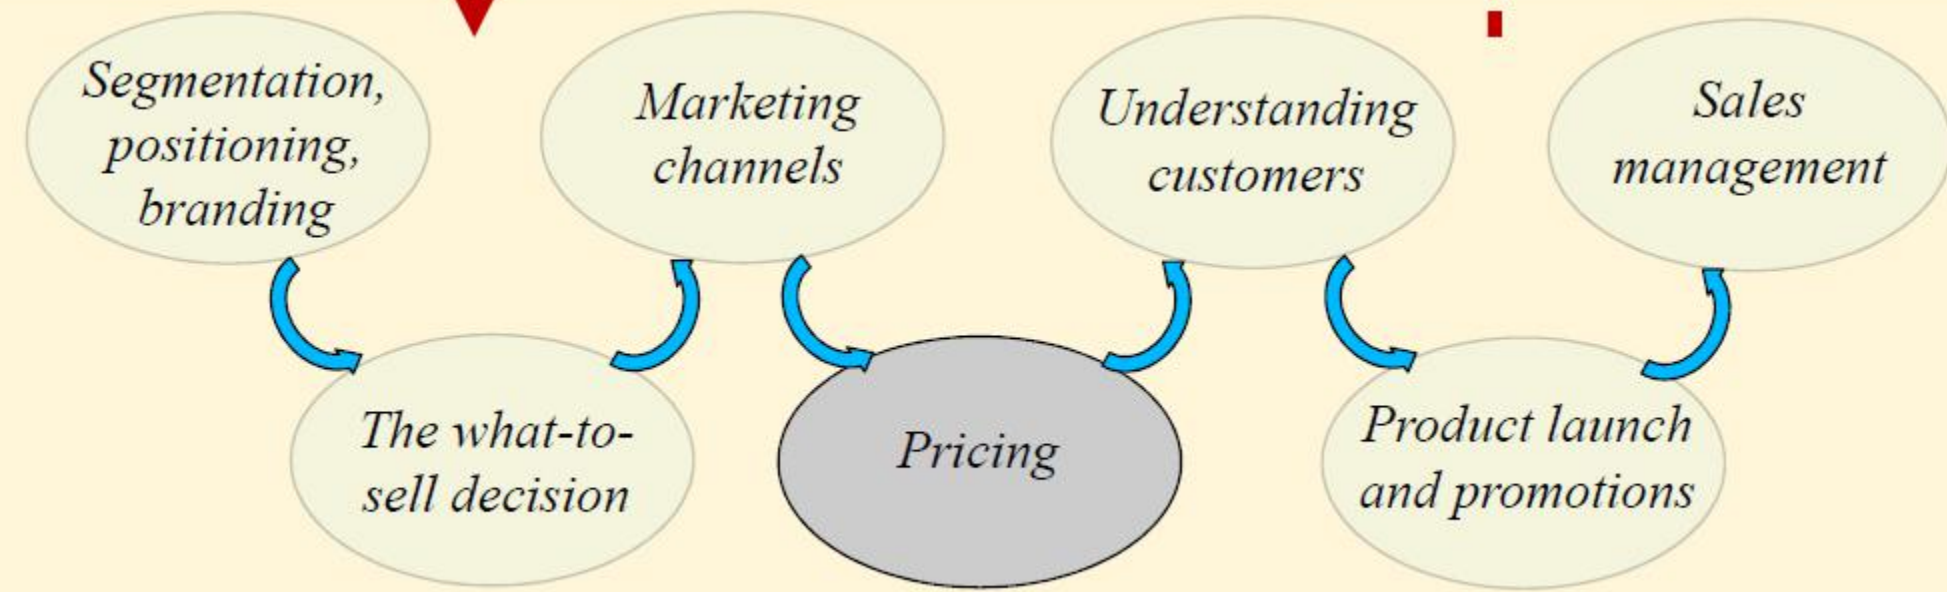 Segmentation,
positioning,
branding
The what-to-
sell decision
Marketing
channels
Pricing
Understanding
customers
Product launch
and promotions
Sales
management